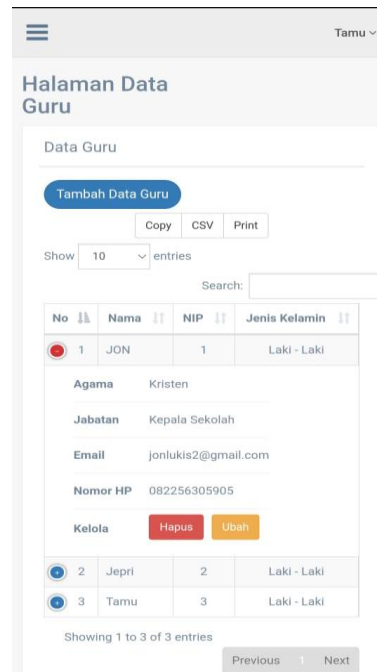 Tamu
Halaman Data
Guru
Data Guru
Tambah Data Guru
Copy CSV Print
Show 10 entries
Search:
No Nama NIP Jenis Kelamin
1 JON 1 Laki - Laki
Agama Kristen
Jabatan Kepala Sekolah
Email jonlukis2@gmail.com
Nomor HP 082256305905
Kelola Hapus Ubah
2 Jepri 2 Laki - Laki
3 Tamu 3 Laki - Laki
Showing 1 to 3 of 3 entries
Previous 1 Next